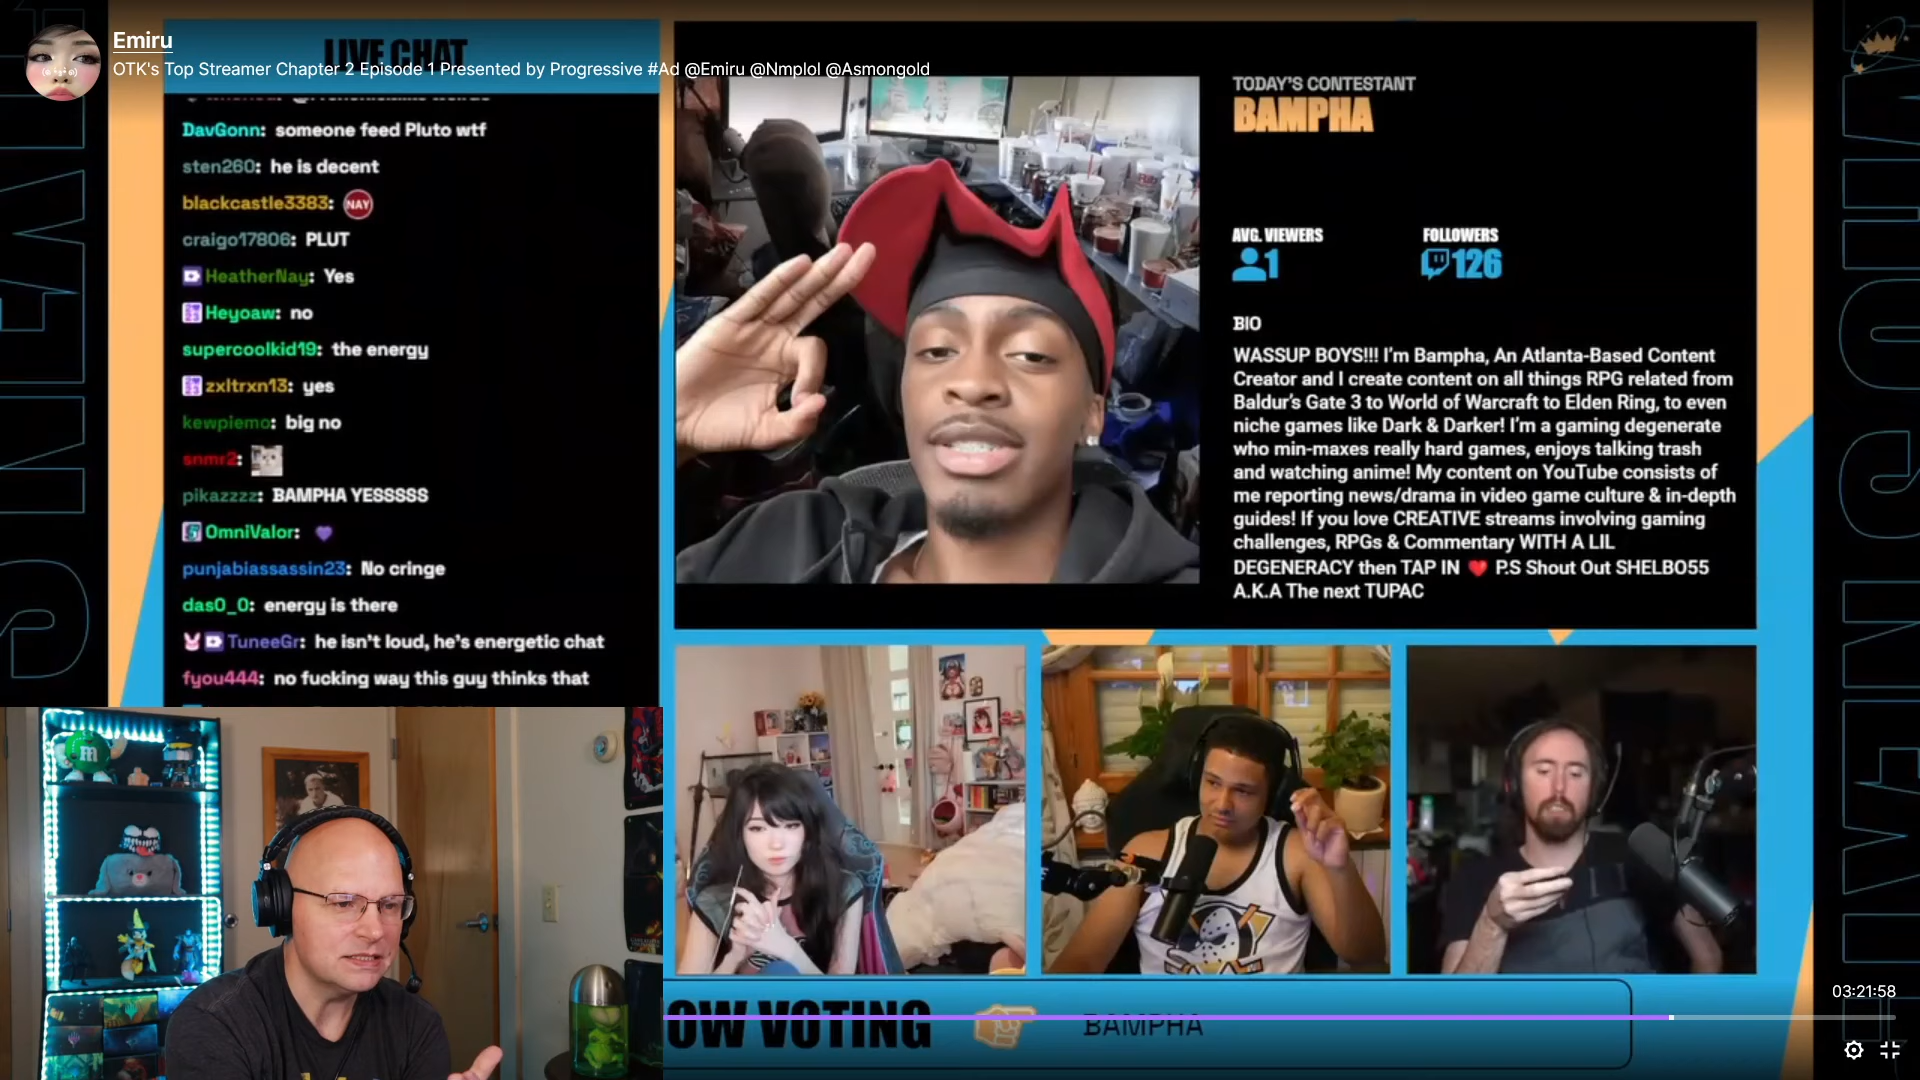 Emiru
OTK's Top Streamer Chapter 2 Episode 1 Presented by Progressive #Ad @Emiru @Nmplol @Asmongold
LIVE CHAT
DavGonn: someone feed Pluto wtf
sten260: he is decent
blackcastle3383: NAY
craigo17806: PLUT
HeatherNay: Yes
Heyoaw: no
supercoolkid19: the energy
zxltrxn13: yes
kewpiemo: big no
snmr2:
pikazzzz: BAMPHA YESSSSS
OmniValor:
punjabiassassin23: No cringe
das0_0: energy is there
TuneeGr: he isn't loud, he's energetic chat
fyou444: no fucking way this guy thinks that
TODAY'S CONTESTANT
BAMPHA
AVG. VIEWERS
1
FOLLOWERS
126
BIO
WASSUP BOYS!!! I'm Bampha, An Atlanta-Based Content
Creator and I create content on all things RPG related from
Baldur's Gate 3 to World of Warcraft to Elden Ring, to even
niche games like Dark & Darker! I'm a gaming degenerate
who min-maxes really hard games, enjoys talking trash
and watching anime! My content on YouTube consists of
me reporting news/drama in video game culture & in-depth
guides! If you love CREATIVE streams involving gaming
challenges, RPGs & Commentary WITH A LIL
DEGENERACY then TAP IN ❤️ P.S Shout Out SHELBO55
A.K.A The next TUPAC
OW VOTING
BAMPHA
03:21:58